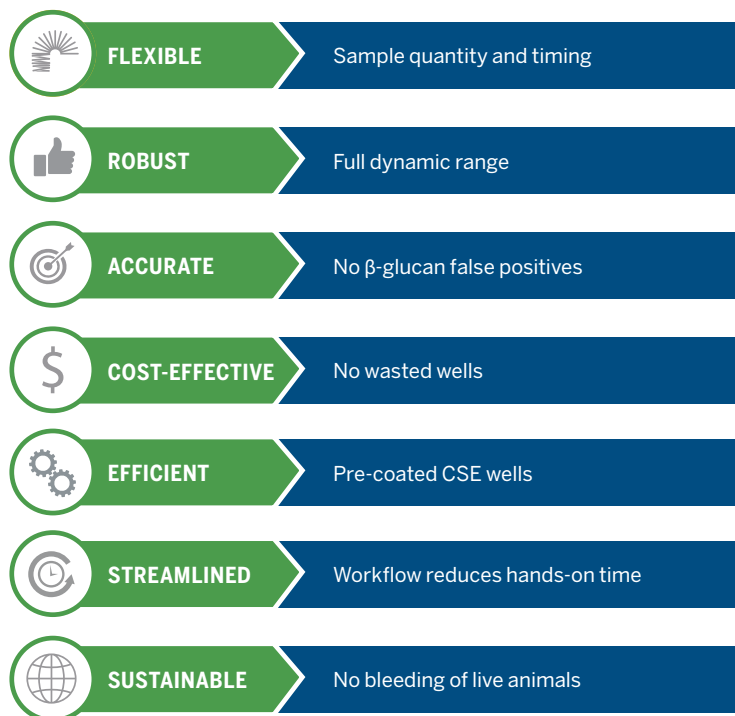 FLEXIBLE Sample quantity and timing
ROBUST Full dynamic range
ACCURATE No β-glucan false positives
$ COST-EFFECTIVE No wasted wells
EFFICIENT Pre-coated CSE wells
STREAMLINED Workflow reduces hands-on time
SUSTAINABLE No bleeding of live animals